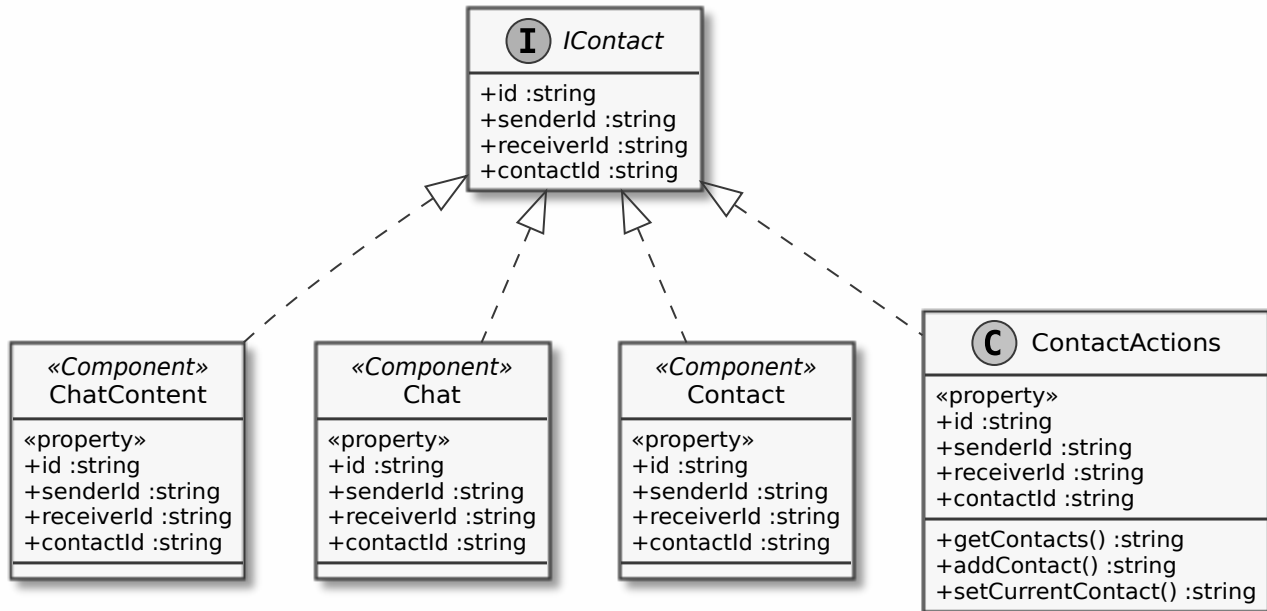 I IContact
+id :string
+senderId :string
+receiverId :string
+contactId :string
«Component»
ChatContent
«property»
+id :string
+senderId :string
+receiverId :string
+contactId :string
«Component»
Chat
«property»
+id :string
+senderId :string
+receiverId :string
+contactId :string
«Component»
Contact
«property»
+id :string
+senderId :string
+receiverId :string
+contactId :string
C ContactActions
«property»
+id :string
+senderId :string
+receiverId :string
+contactId :string
+getContacts() :string
+addContact() :string
+setCurrentContact() :string